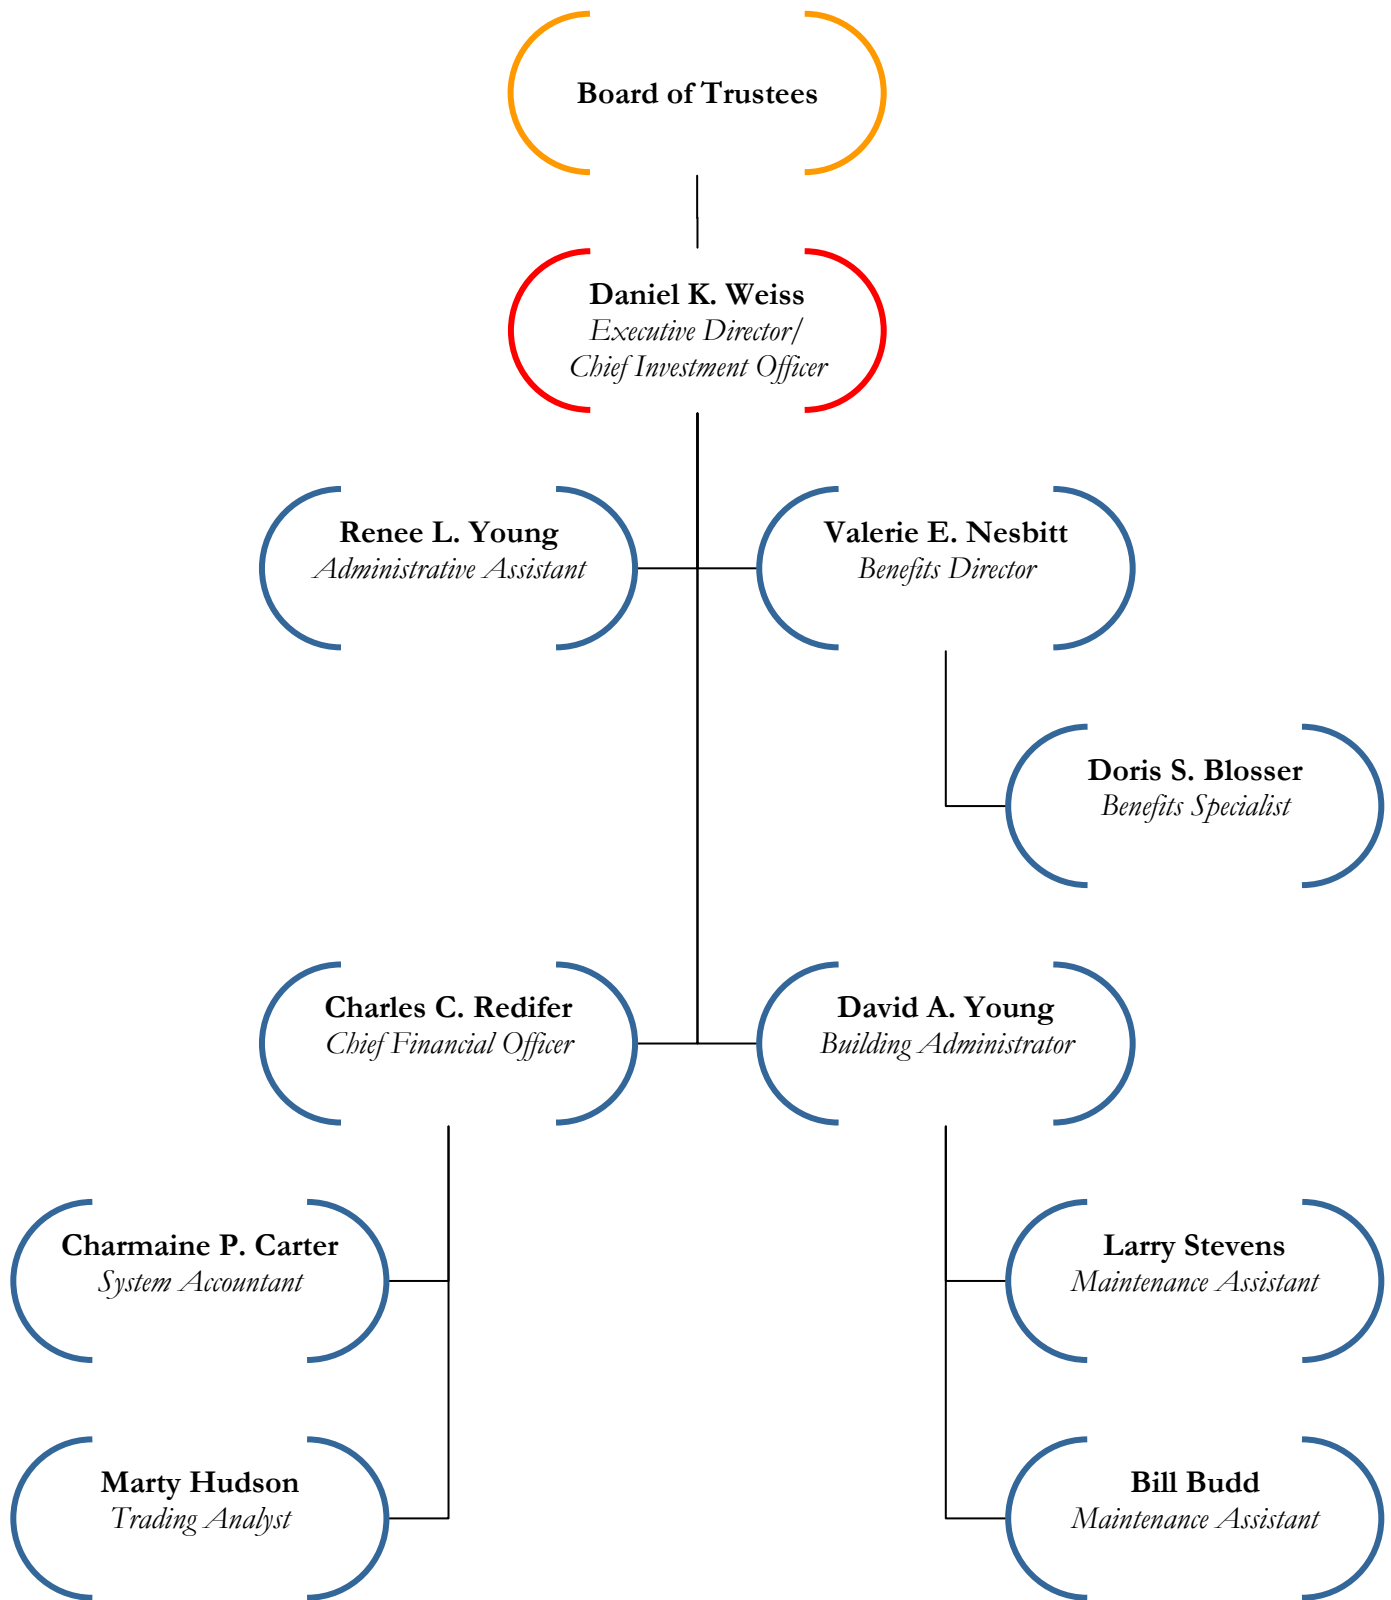 Board of Trustees
Daniel K. Weiss
Executive Director/
Chief Investment Officer
Renee L. Young
Administrative Assistant
Valerie E. Nesbitt
Benefits Director
Doris S. Blosser
Benefits Specialist
Charles C. Redifer
Chief Financial Officer
David A. Young
Building Administrator
Charmaine P. Carter
System Accountant
Larry Stevens
Maintenance Assistant
Marty Hudson
Trading Analyst
Bill Budd
Maintenance Assistant